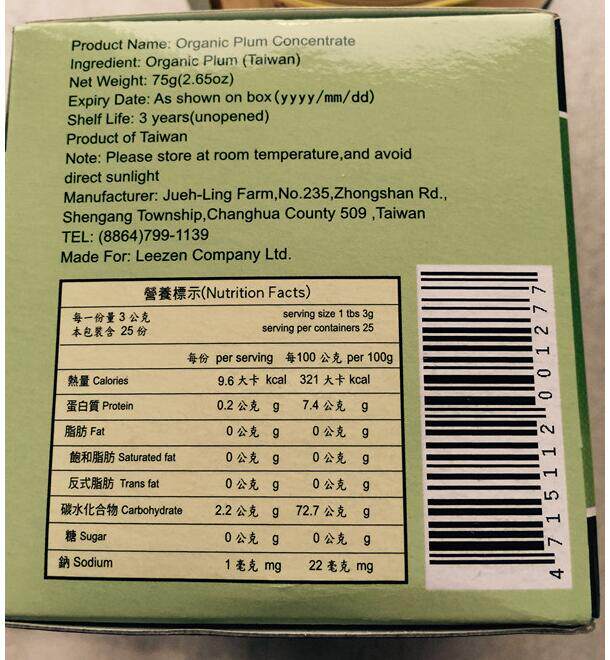 Product Name: Organic Plum Concentrate
Ingredient: Organic Plum (Taiwan)
Net Weight: 75g(2.65oz)
Expiry Date: As shown on box(yyyy/mm/dd)
Shelf Life: 3 years(unopened)
Product of Taiwan
Note: Please store at room temperature,and avoid
direct sunlight
Manufacturer: Jueh-Ling Farm,No.235,Zhongshan Rd.,
Shengang Township,Changhua County 509 ,Taiwan
TEL: (8864)799-1139
Made For: Leezen Company Ltd.
營養標示(Nutrition Facts)
每一份量 3 公克 serving size 1 tbs 3g
本包裝含 25 份 serving per containers 25
每份 per serving 每100 公克 per 100g
熱量 Calories 9.6 大卡 kcal 321 大卡 kcal
蛋白質 Protein 0.2 公克 g 7.4 公克 g
脂肪 Fat 0 公克 g 0 公克 g
飽和脂肪 Saturated fat 0 公克 g 0 公克 g
反式脂肪 Trans fat 0 公克 g 0 公克 g
碳水化合物 Carbohydrate 2.2 公克 g 72.7 公克 g
糖 Sugar 0 公克 g 0 公克 g
鈉 Sodium 1 毫克 mg 22 毫克 mg
4 715112 001277